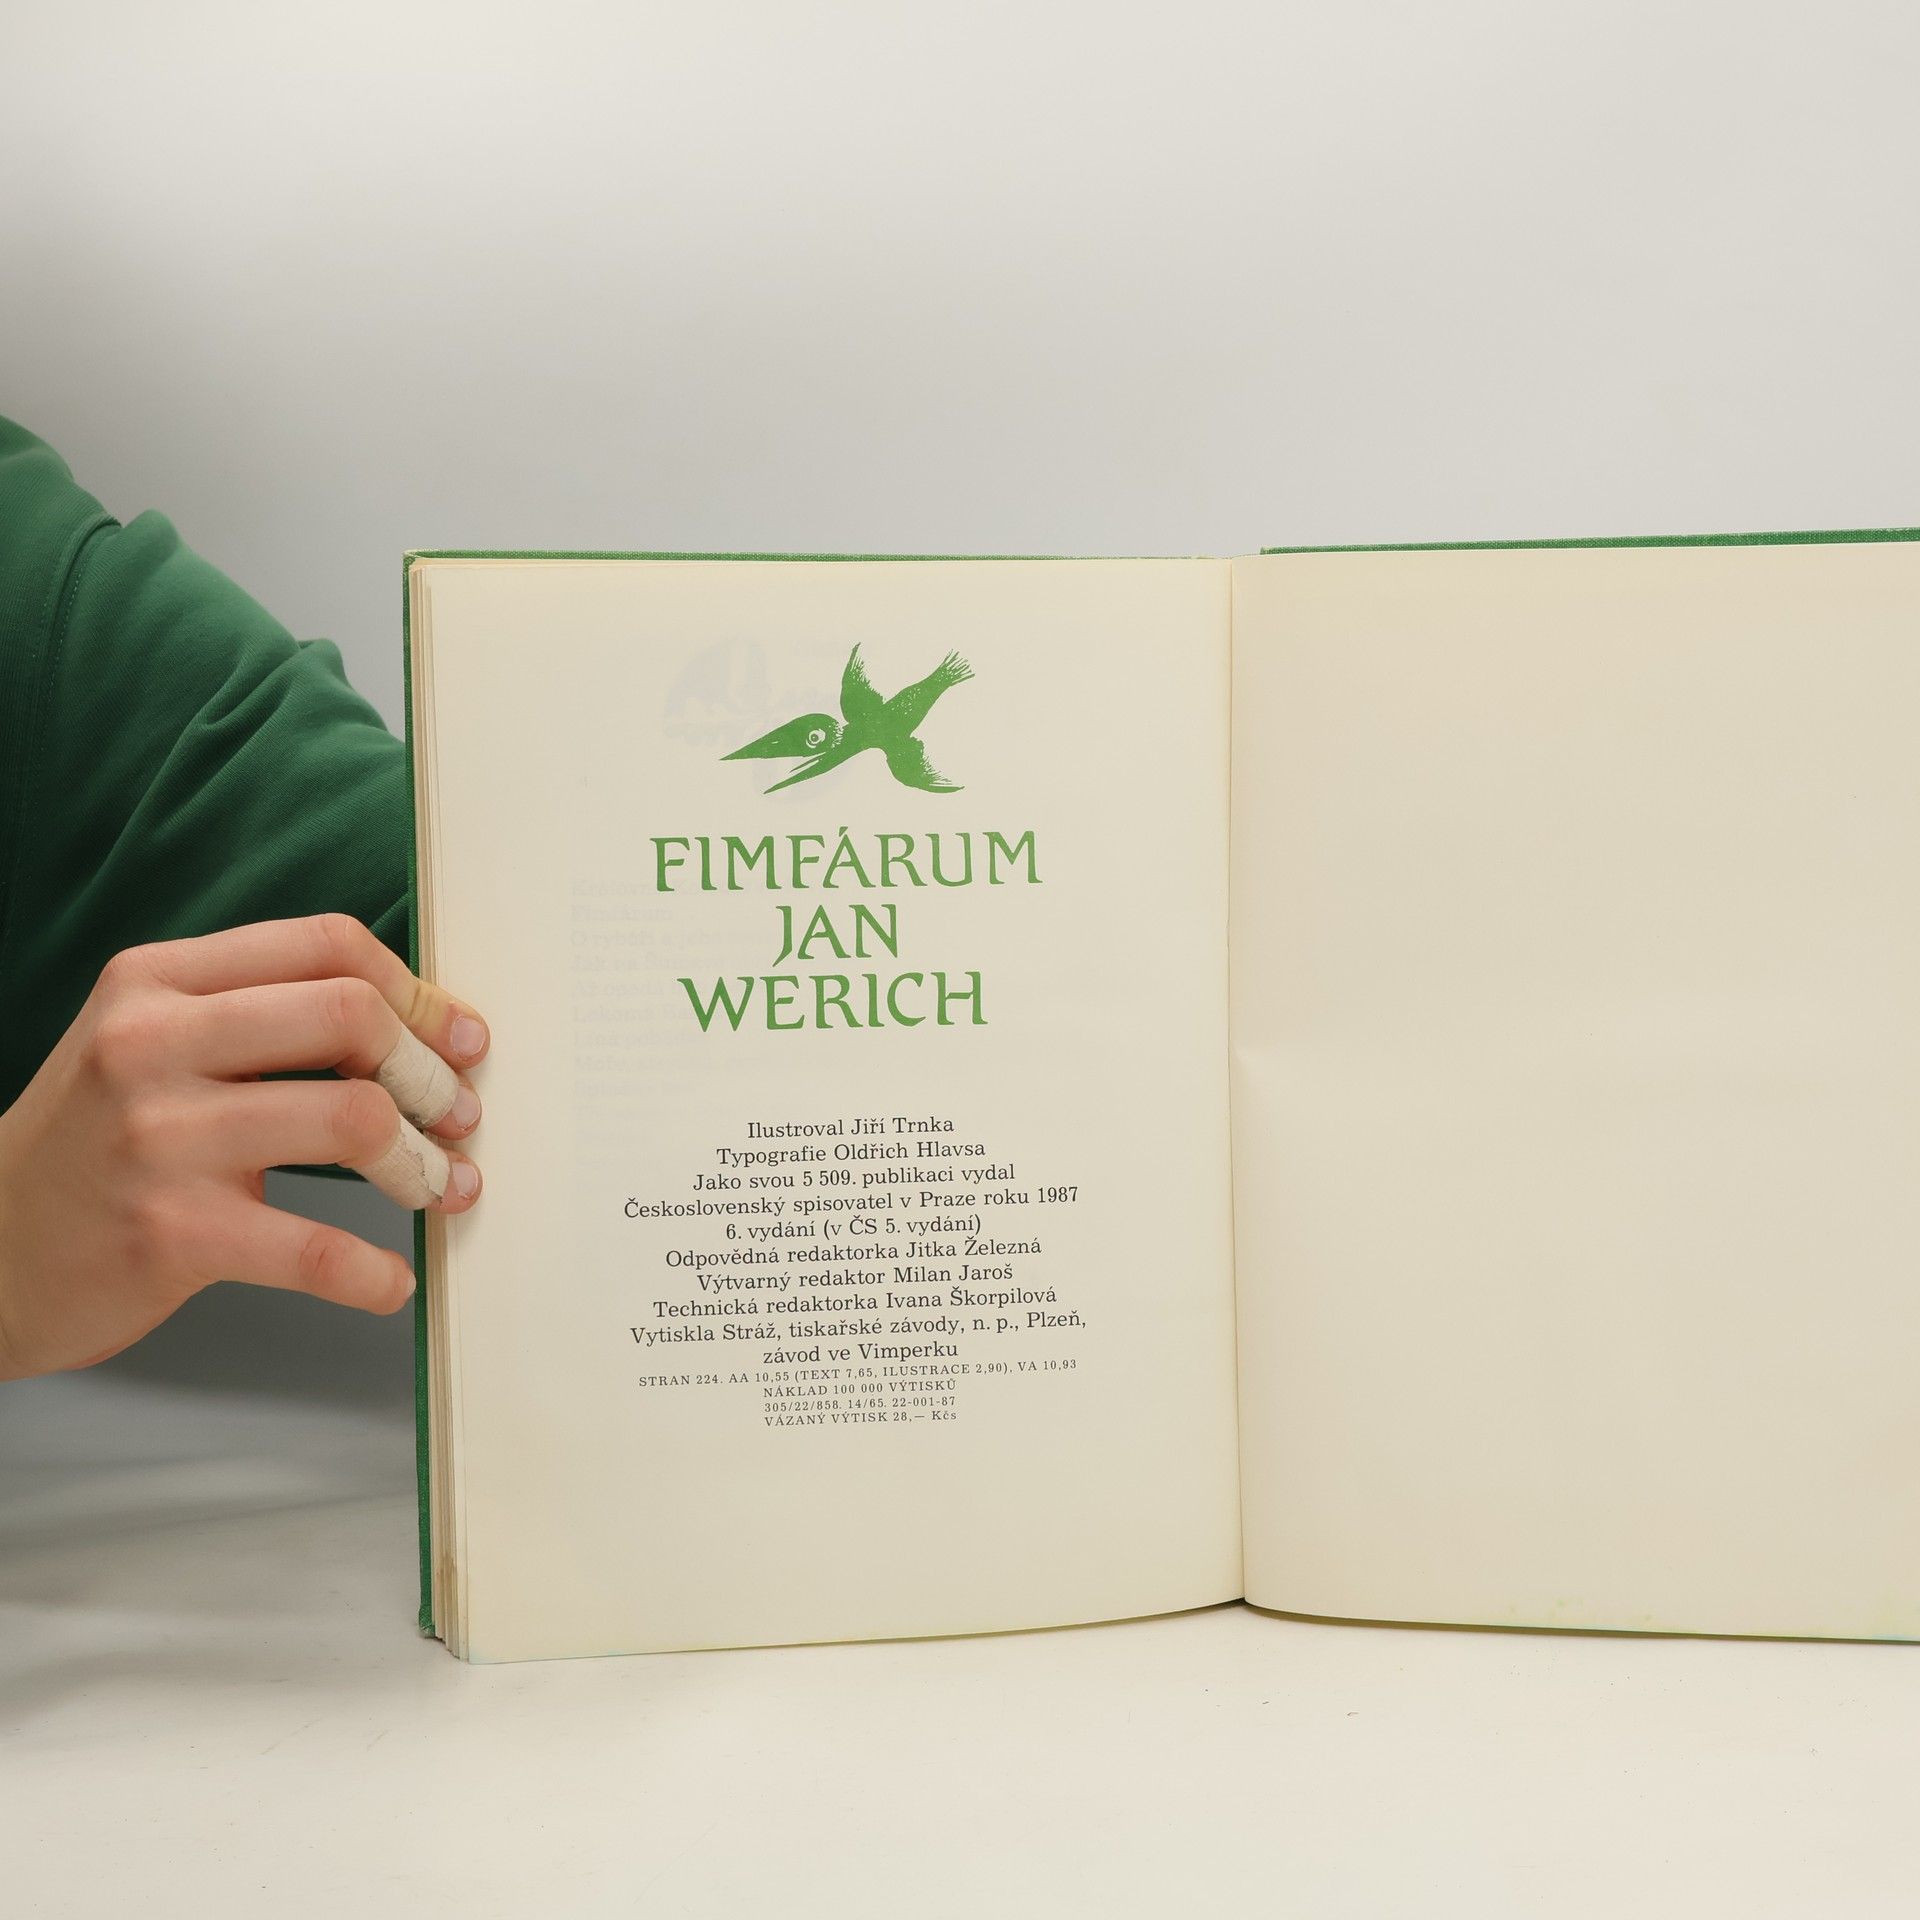 FIMFÁRUM
JAN
WERICH
Ilustroval Jiří Trnka
Typografie Oldřich Hlavsa
Jako svou 5 509. publikaci vydal
Československý spisovatel v Praze roku 1987
6. vydání (v ČS 5. vydání)
Odpovědná redaktorka Jitka Železná
Výtvarný redaktor Milan Jaroš
Technická redaktorka Ivana Škorpilová
Vytiskla Stráž, tiskařské závody, n. p., Plzeň,
závod ve Vimperku
STRAN 224. AA 10,55 (TEXT 7,65, ILUSTRACE 2,90), VA 10,93
NÁKLAD 100 000 VÝTISKŮ
305/22/858. 14/65. 22-001-87
VÁZANÝ VÝTISK 28,— Kčs